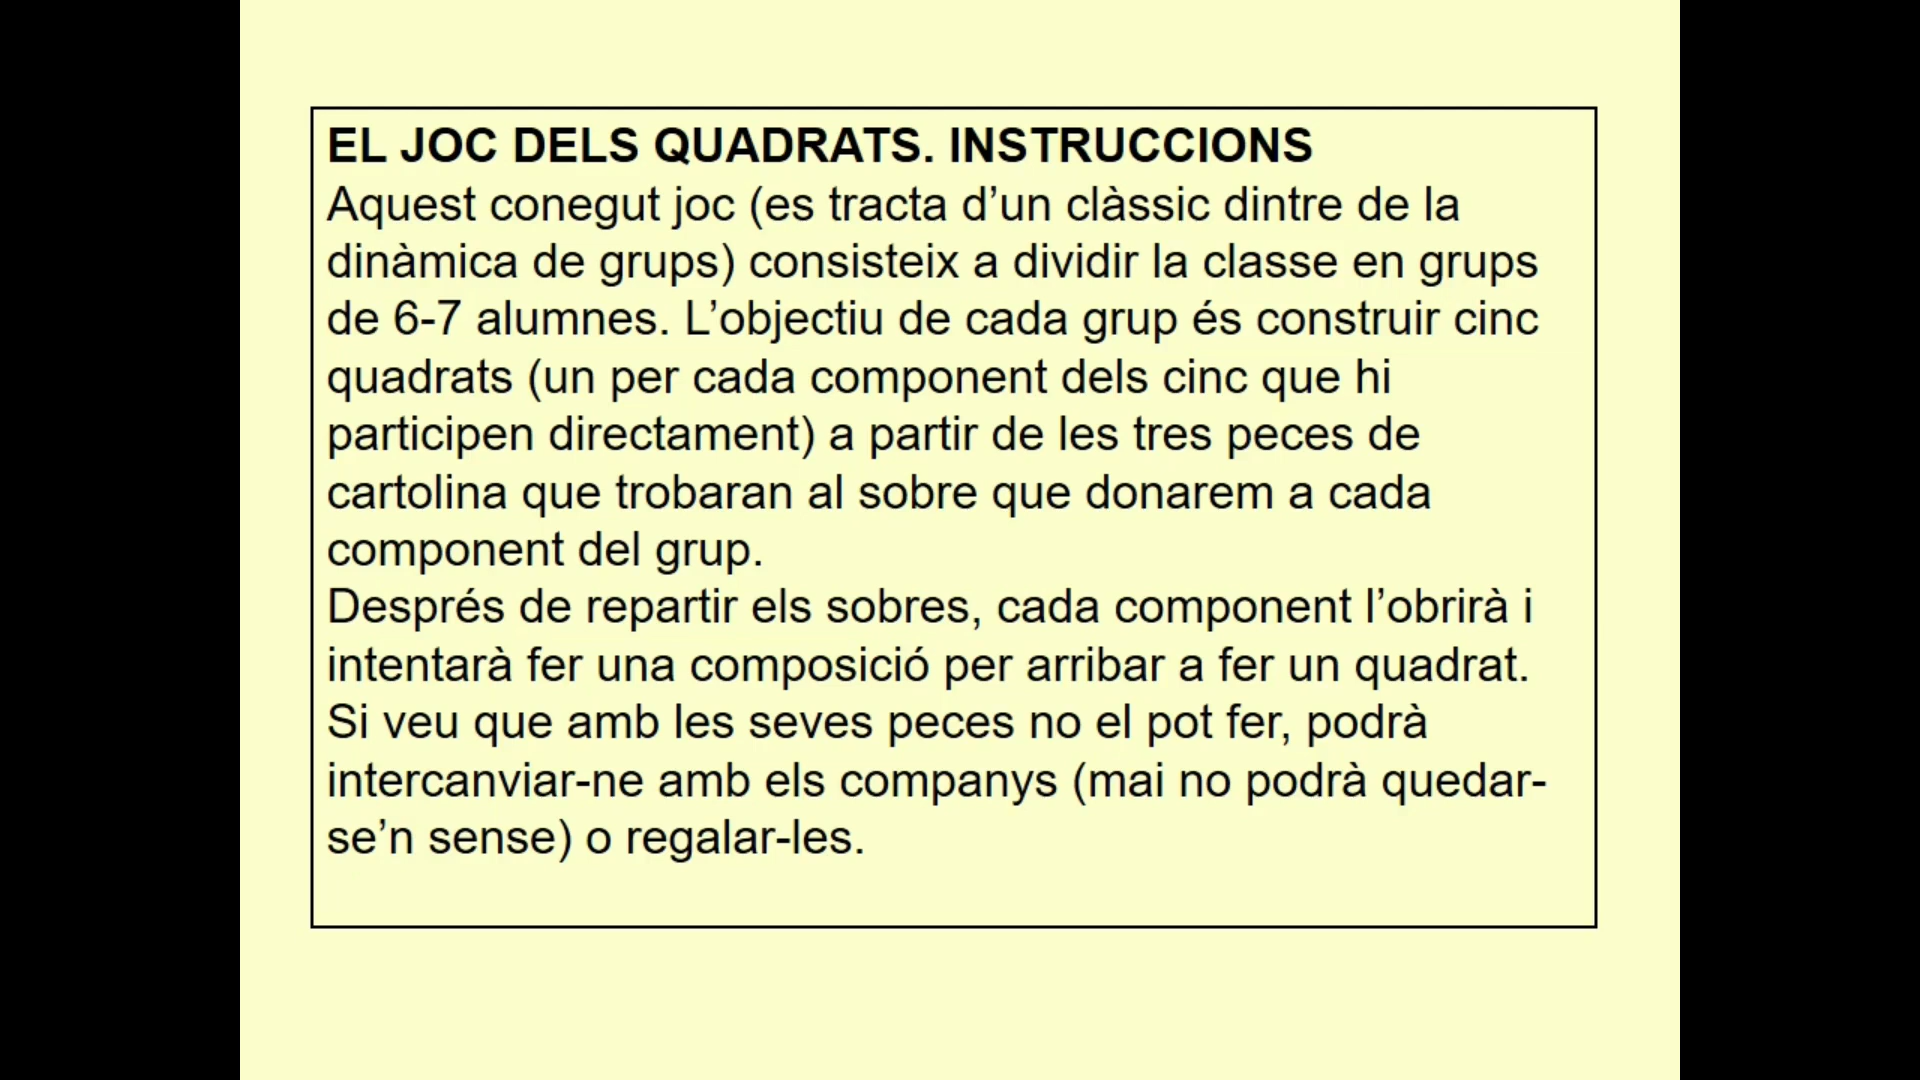 EL JOC DELS QUADRATS. INSTRUCCIONS
Aquest conegut joc (es tracta d’un clàssic dintre de la
dinàmica de grups) consisteix a dividir la classe en grups
de 6-7 alumnes. L’objectiu de cada grup és construir cinc
quadrats (un per cada component dels cinc que hi
participen directament) a partir de les tres peces de
cartolina que trobaran al sobre que donarem a cada
component del grup.
Després de repartir els sobres, cada component l’obrirà i
intentarà fer una composició per arribar a fer un quadrat.
Si veu que amb les seves peces no el pot fer, podrà
intercanviar-ne amb els companys (mai no podrà quedar-
se’n sense) o regalar-les.